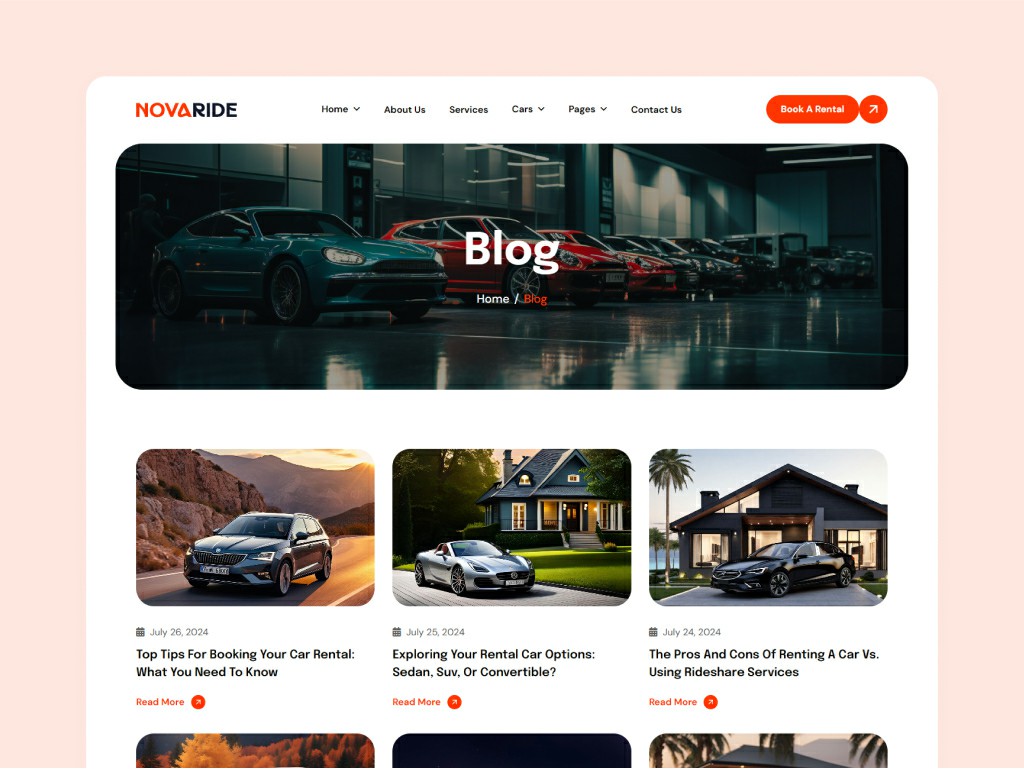 NOVARIDE
Home
About Us
Services
Cars
Pages
Contact Us
Book A Rental
Blog
Home / Blog
July 26, 2024
Top Tips For Booking Your Car Rental:
What You Need To Know
Read More
July 25, 2024
Exploring Your Rental Car Options:
Sedan, Suv, Or Convertible?
Read More
July 24, 2024
The Pros And Cons Of Renting A Car Vs.
Using Rideshare Services
Read More